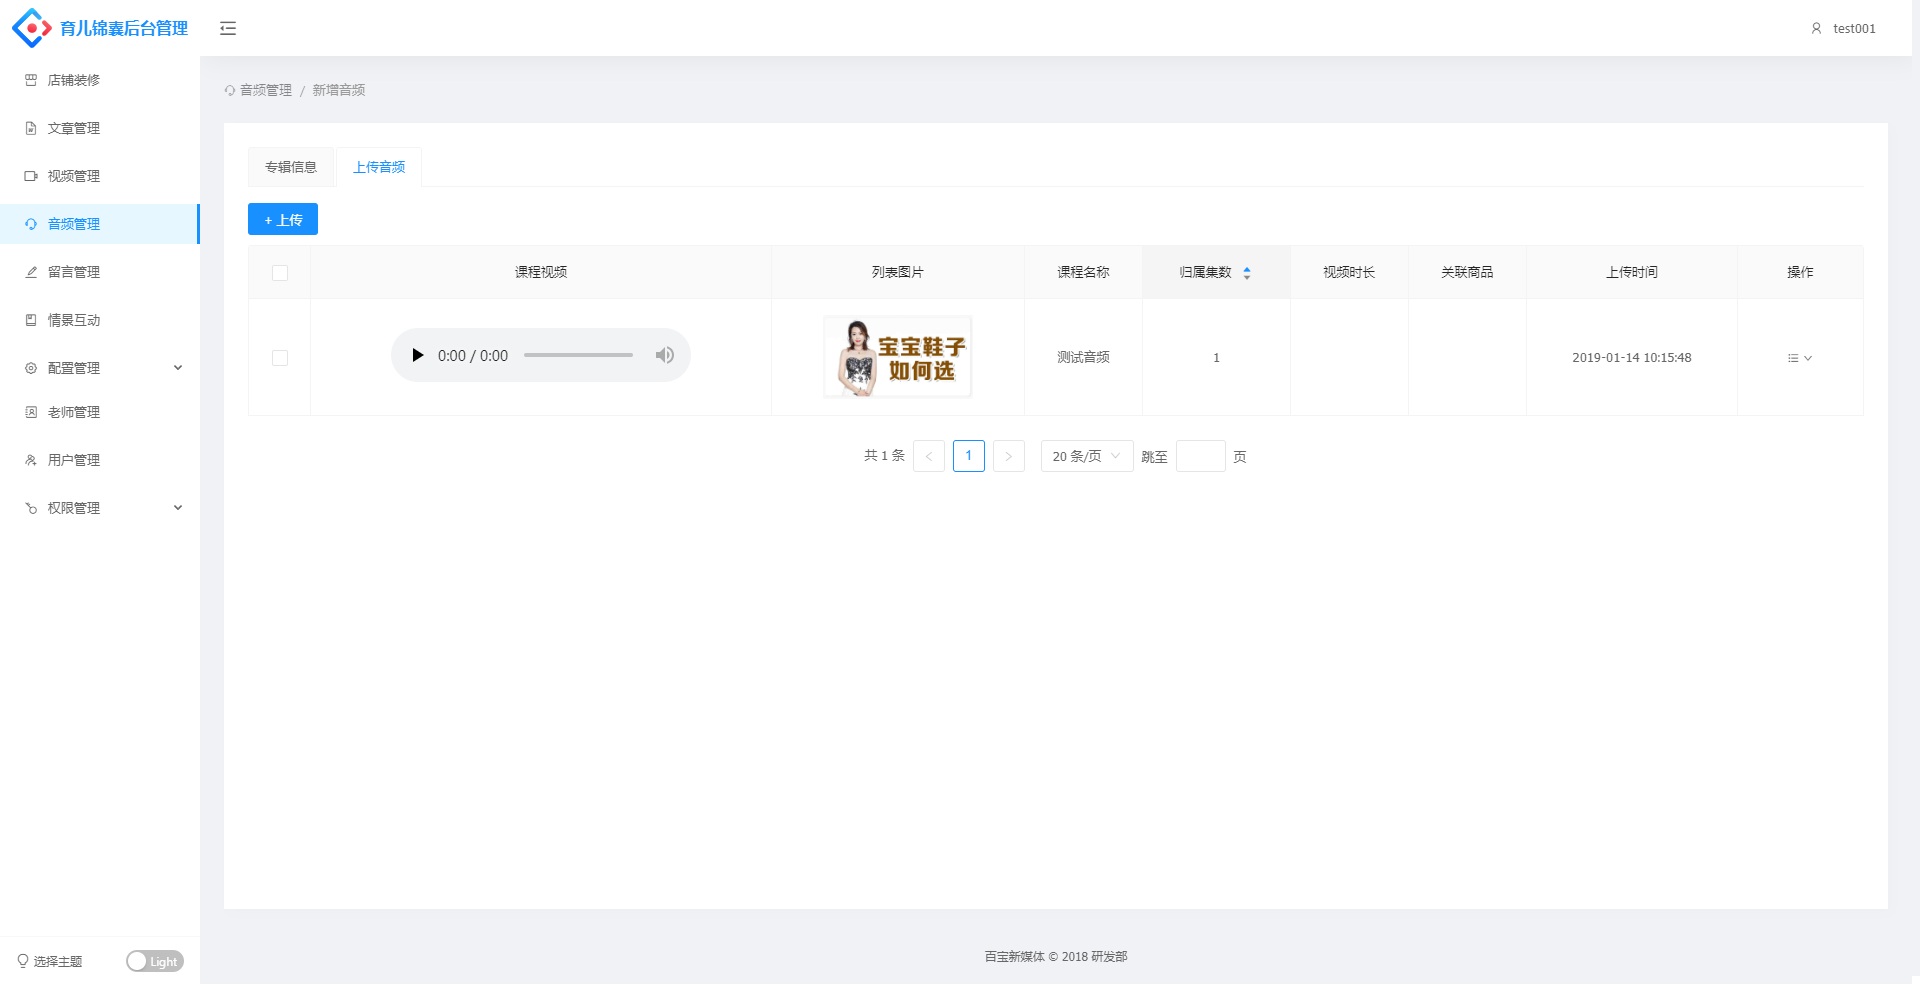 育儿锦囊后台管理
test001
店铺装修
文章管理
视频管理
音频管理
留言管理
情景互动
配置管理
老师管理
用户管理
权限管理
选择主题
Light
音频管理 / 新增音频
专辑信息
上传音频
+ 上传
课程视频
列表图片
课程名称
归属集数
视频时长
关联商品
上传时间
操作
0:00 / 0:00
宝宝鞋子
如何选
测试音频
1
2019-01-14 10:15:48
共 1 条
<
1
>
20 条/页
跳至
页
百宝新媒体 © 2018 研发部